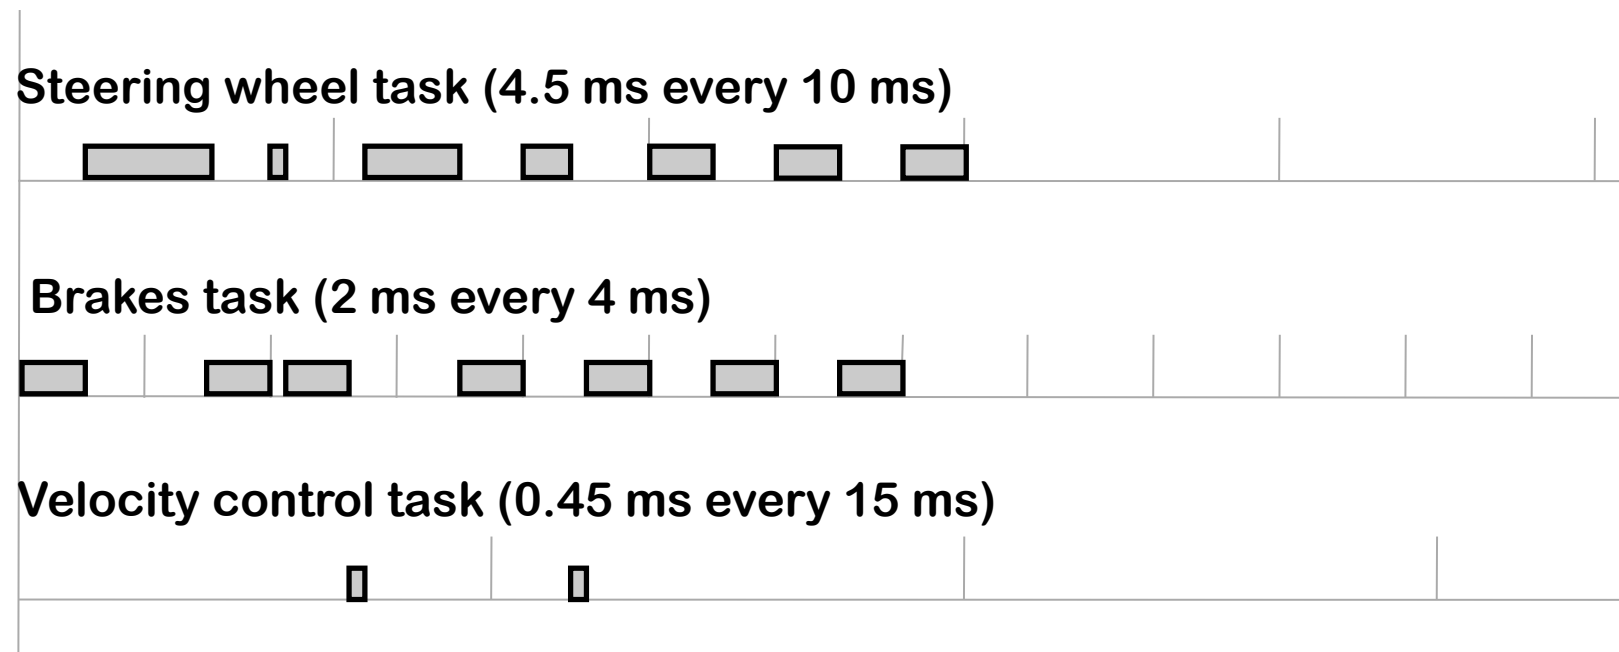 Steering wheel task (4.5 ms every 10 ms)
Brakes task (2 ms every 4 ms)
Velocity control task (0.45 ms every 15 ms)